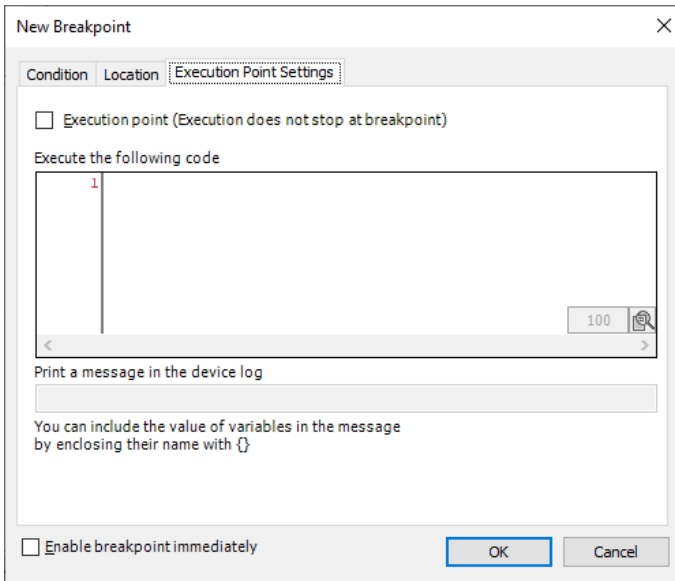 New Breakpoint
Condition Location Execution Point Settings
Execution point (Execution does not stop at breakpoint)
Execute the following code
1
100
Print a message in the device log
You can include the value of variables in the message
by enclosing their name with {}
Enable breakpoint immediately
OK Cancel